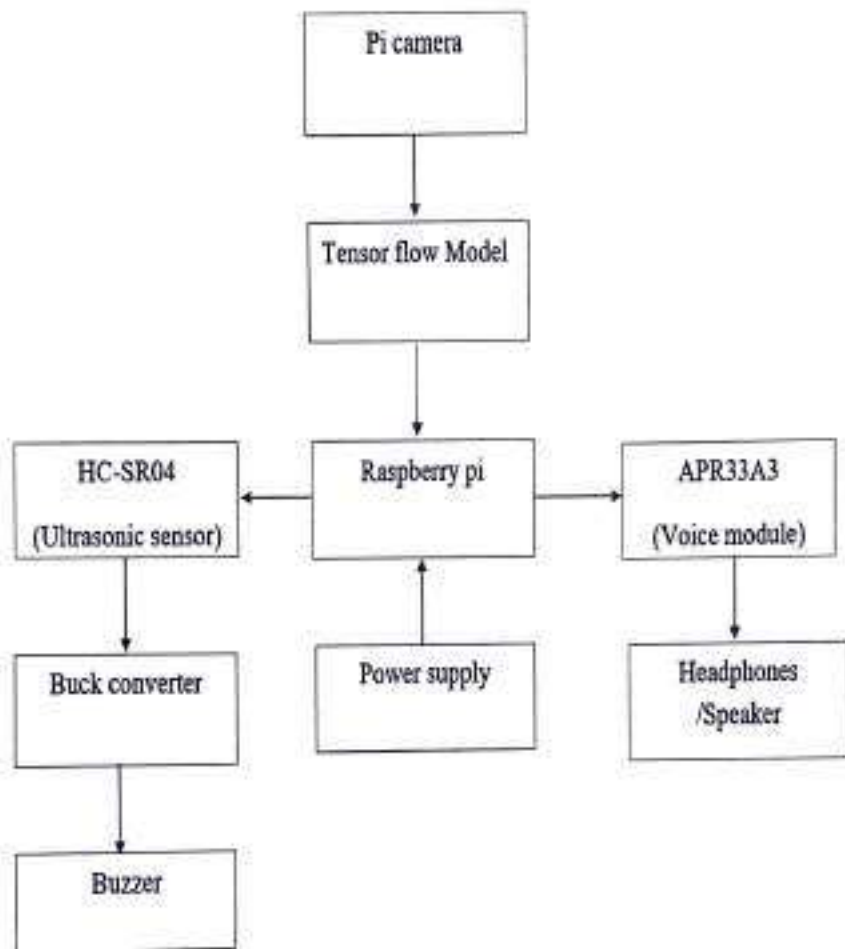 Pi camera
Tensor flow Model
HC-SR04
(Ultrasonic sensor)
Raspberry pi
APR33A3
(Voice module)
Buck converter
Power supply
Headphones
/Speaker
Buzzer